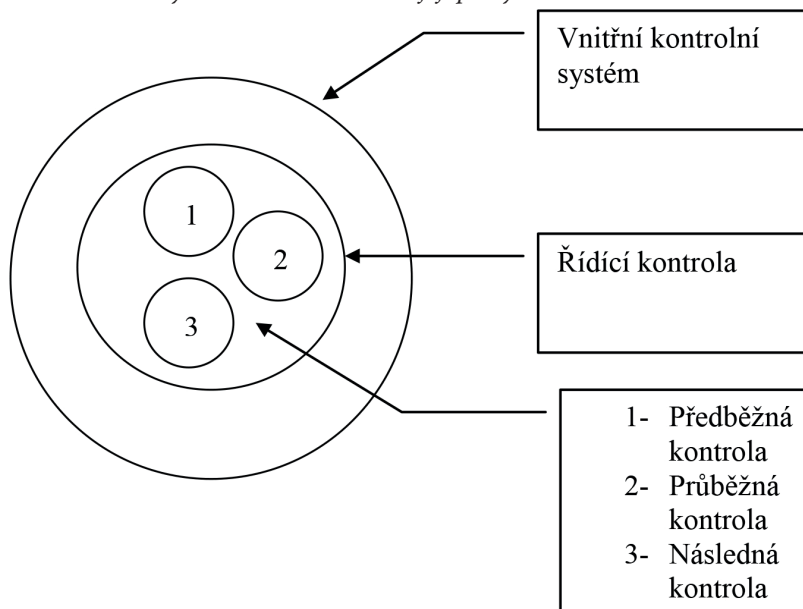 Vnitřní kontrolní
systém
1
2
3
Řídící kontrola
1- Předběžná
kontrola
2- Průběžná
kontrola
3- Následná
kontrola